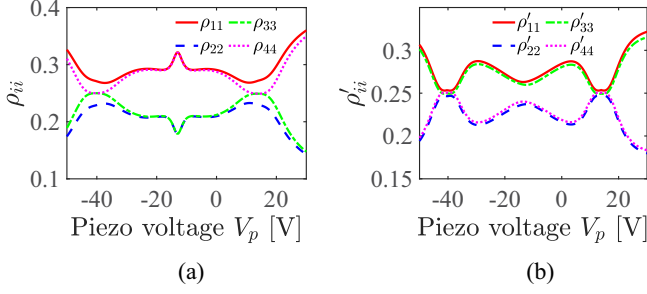 ρ₁₁ ρ₃₃
ρ₂₂ ρ₄₄
ρᵢᵢ
0.4
0.3
0.2
0.1
-40 -20 0 20
Piezo voltage Vₚ [V]
(a)
ρ′₁₁ ρ′₃₃
ρ′₂₂ ρ′₄₄
ρ′ᵢᵢ
0.3
0.25
0.2
0.15
-40 -20 0 20
Piezo voltage Vₚ [V]
(b)